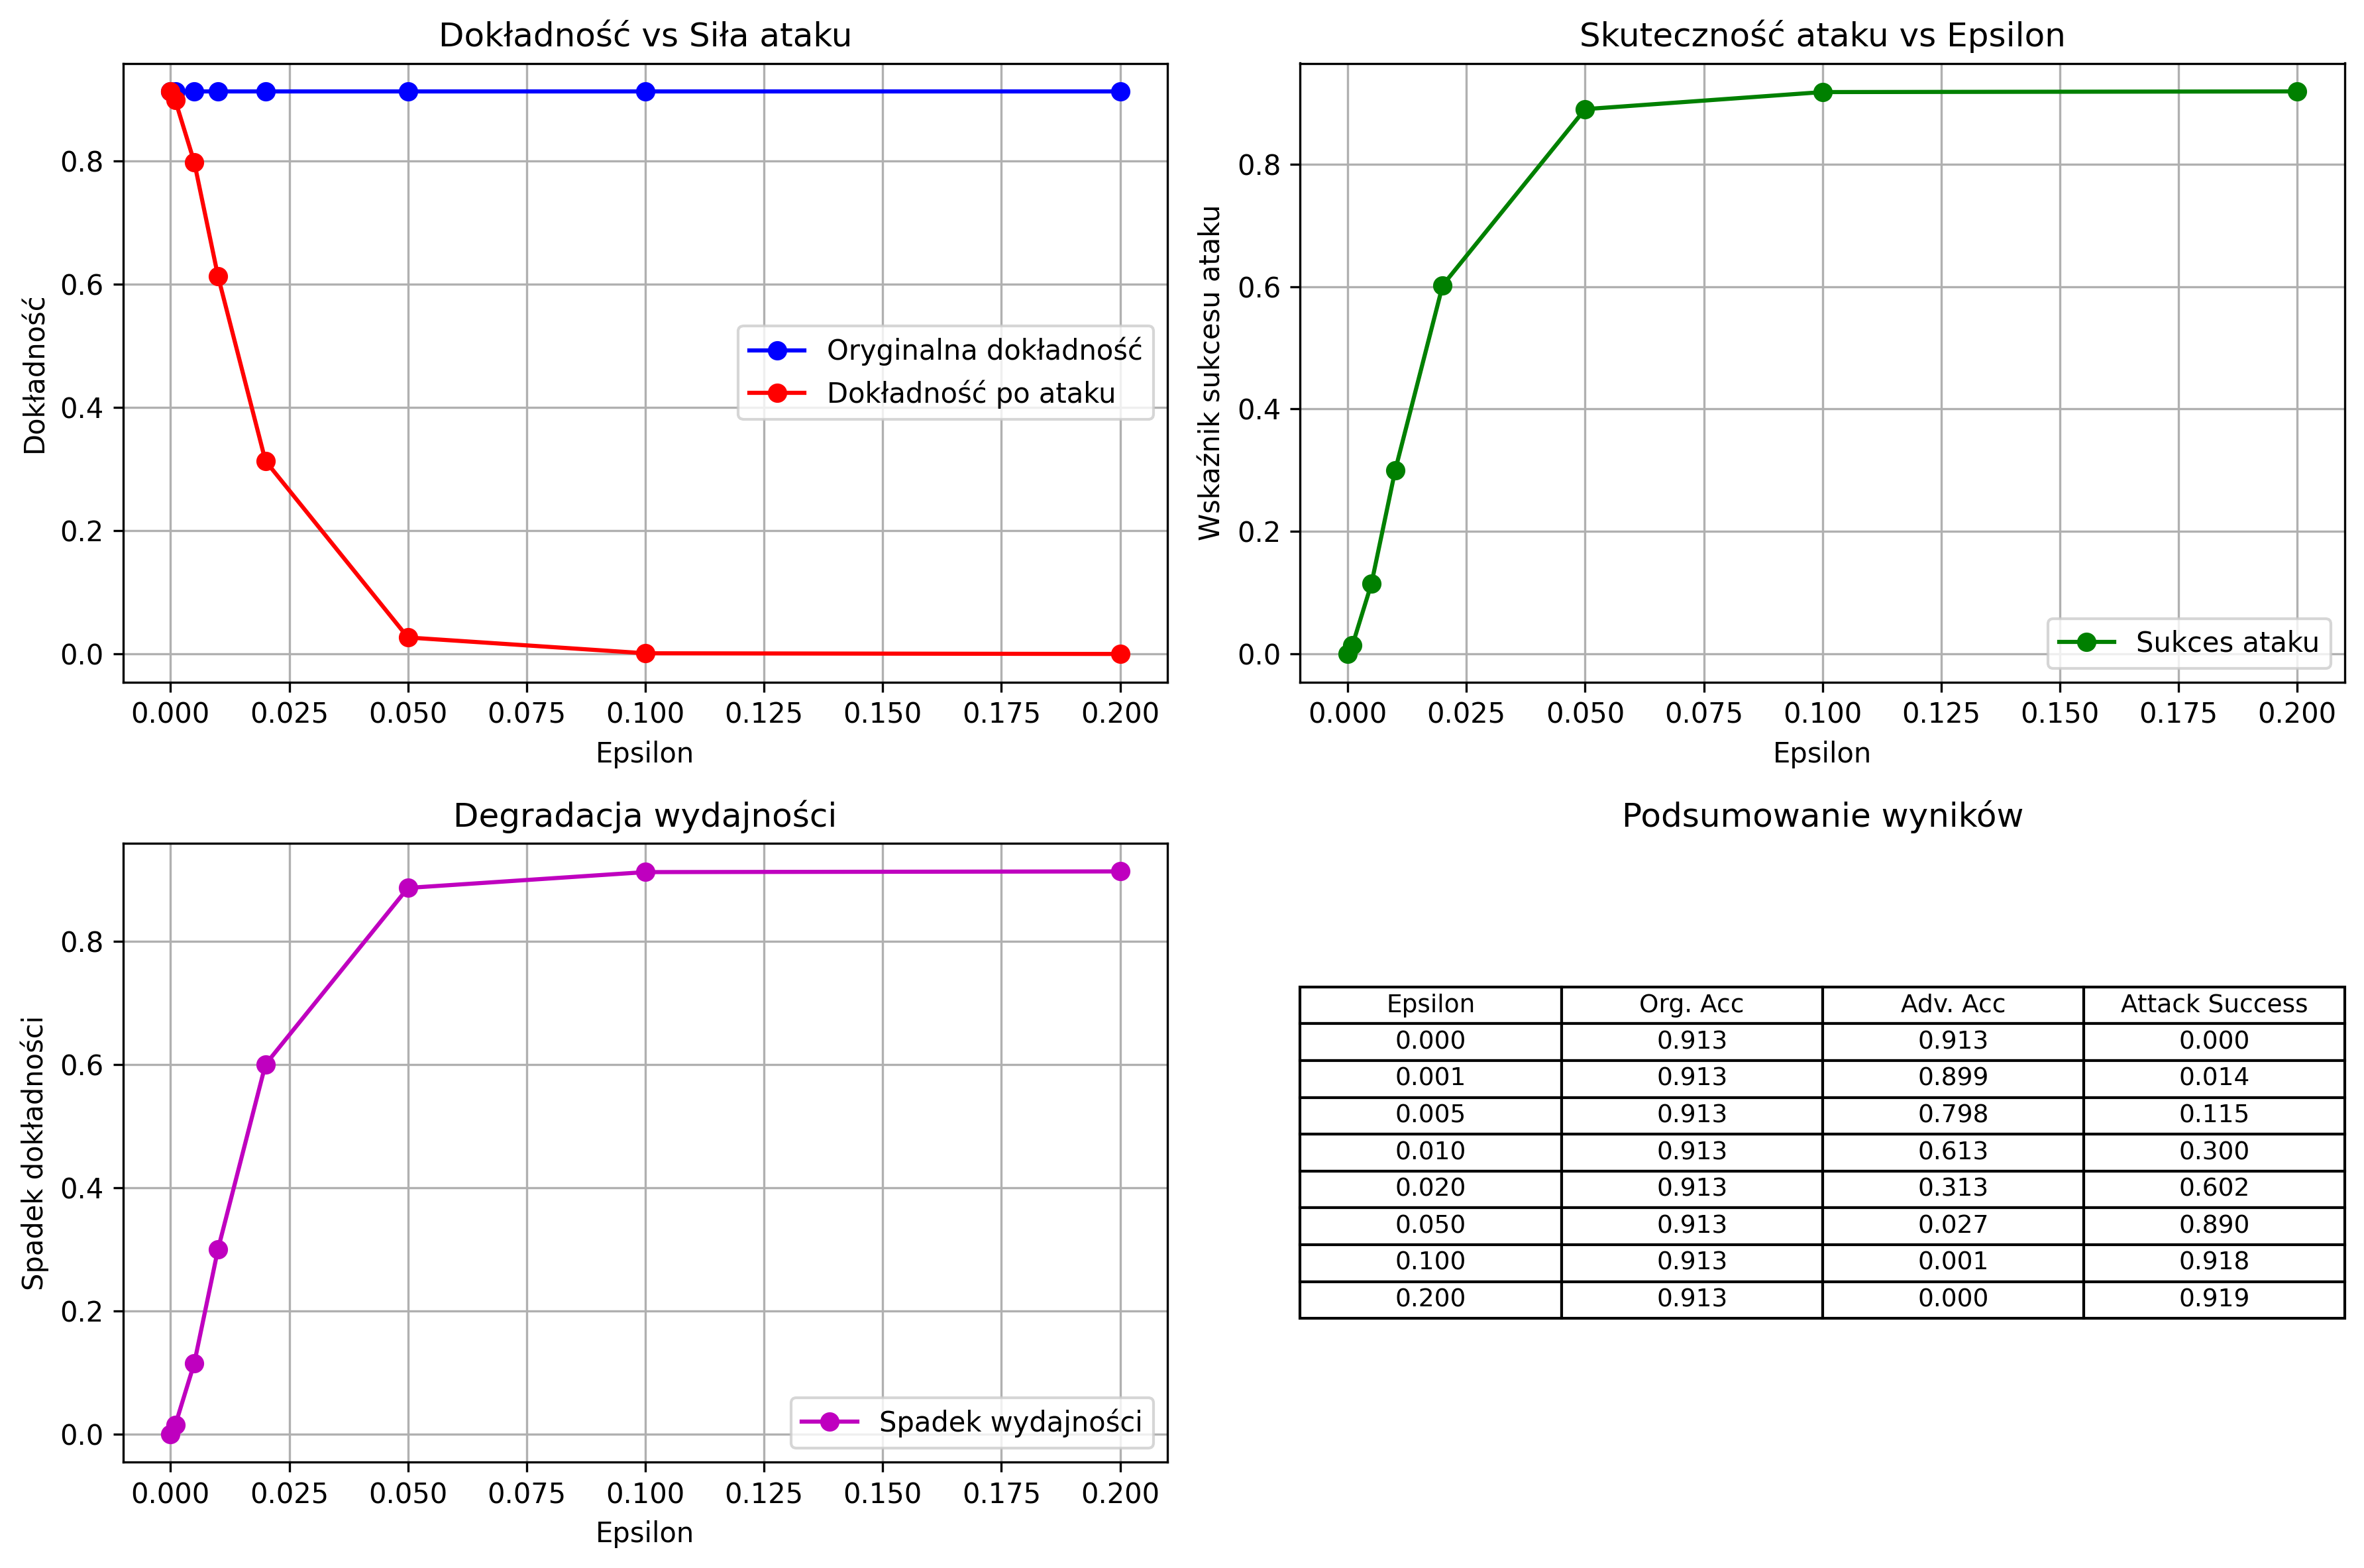 Dokładność vs Siła ataku
Dokładność
0.8
0.6
0.4
0.2
0.0
Oryginalna dokładność
Dokładność po ataku
0.000 0.025 0.050 0.075 0.100 0.125 0.150 0.175 0.200
Epsilon
Skuteczność ataku vs Epsilon
Wskaźnik sukcesu ataku
0.8
0.6
0.4
0.2
0.0
Sukces ataku
0.000 0.025 0.050 0.075 0.100 0.125 0.150 0.175 0.200
Epsilon
Degradacja wydajności
Spadek dokładności
0.8
0.6
0.4
0.2
0.0
Spadek wydajności
0.000 0.025 0.050 0.075 0.100 0.125 0.150 0.175 0.200
Epsilon
Podsumowanie wyników
Epsilon Org. Acc Adv. Acc Attack Success
0.000 0.913 0.913 0.000
0.001 0.913 0.899 0.014
0.005 0.913 0.798 0.115
0.010 0.913 0.613 0.300
0.020 0.913 0.313 0.602
0.050 0.913 0.027 0.890
0.100 0.913 0.001 0.918
0.200 0.913 0.000 0.919